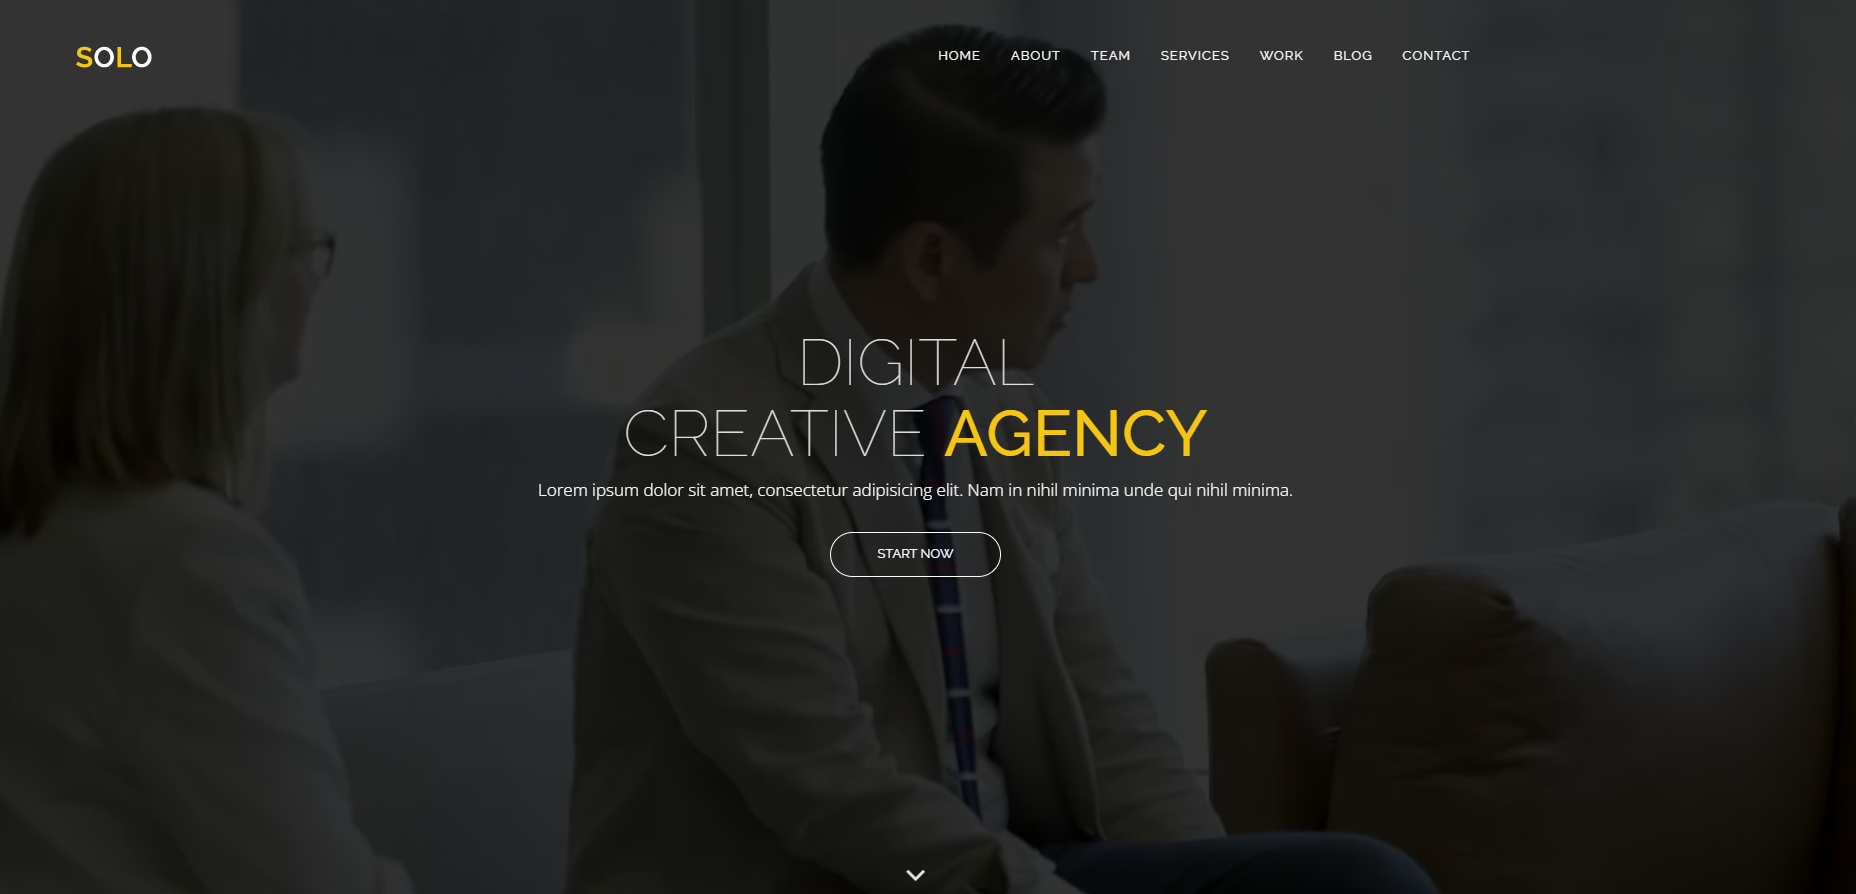 SOLO
HOME ABOUT TEAM SERVICES WORK BLOG CONTACT
DIGITAL
CREATIVE AGENCY
Lorem ipsum dolor sit amet, consectetur adipisicing elit. Nam in nihil minima unde qui nihil minima.
START NOW